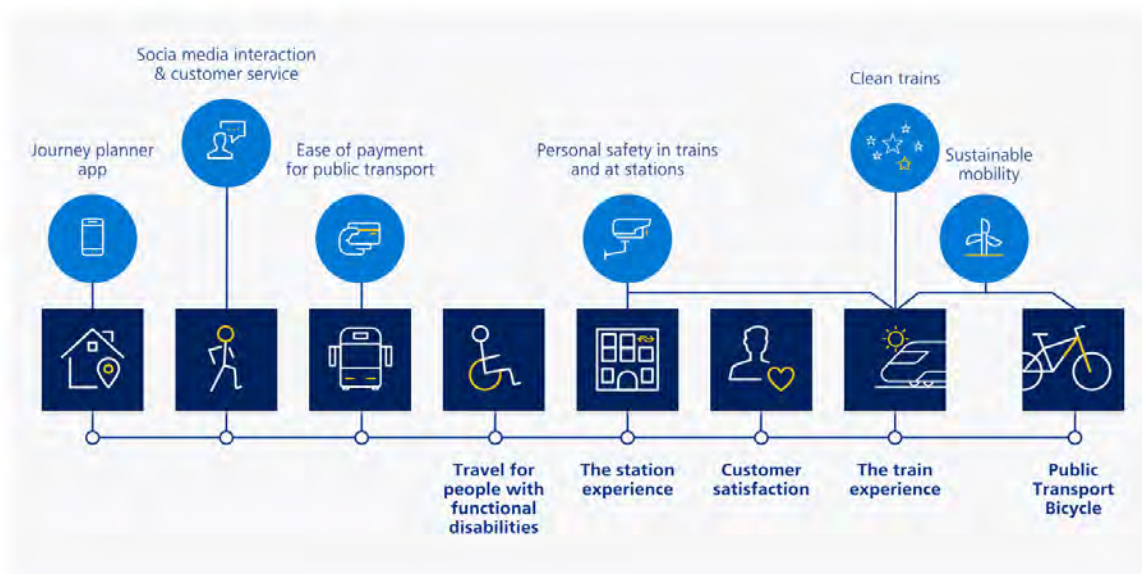 Socia media interaction
& customer service
Clean trains
Journey planner
app
Ease of payment
for public transport
Personal safety in trains
and at stations
Sustainable
mobility
Travel for
people with
functional
disabilities
The station
experience
Customer
satisfaction
The train
experience
Public
Transport
Bicycle